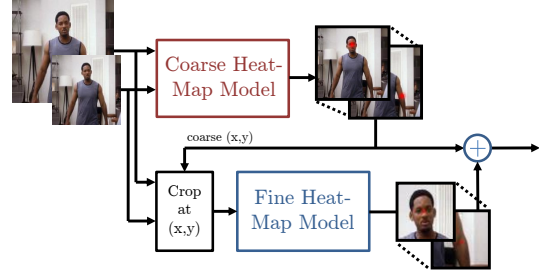 Coarse Heat-
Map Model
coarse (x,y)
Crop
at
(x,y)
Fine Heat-
Map Model
+